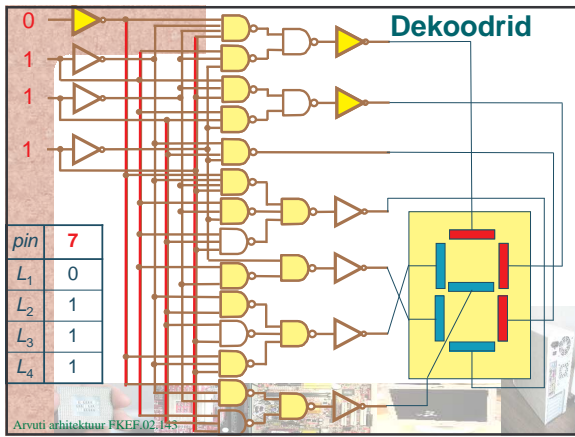 Dekoodrid
0
1
1
1
pin 7
L1 0
L2 1
L3 1
L4 1
Arvuti arhitektuur FKEF.02.143